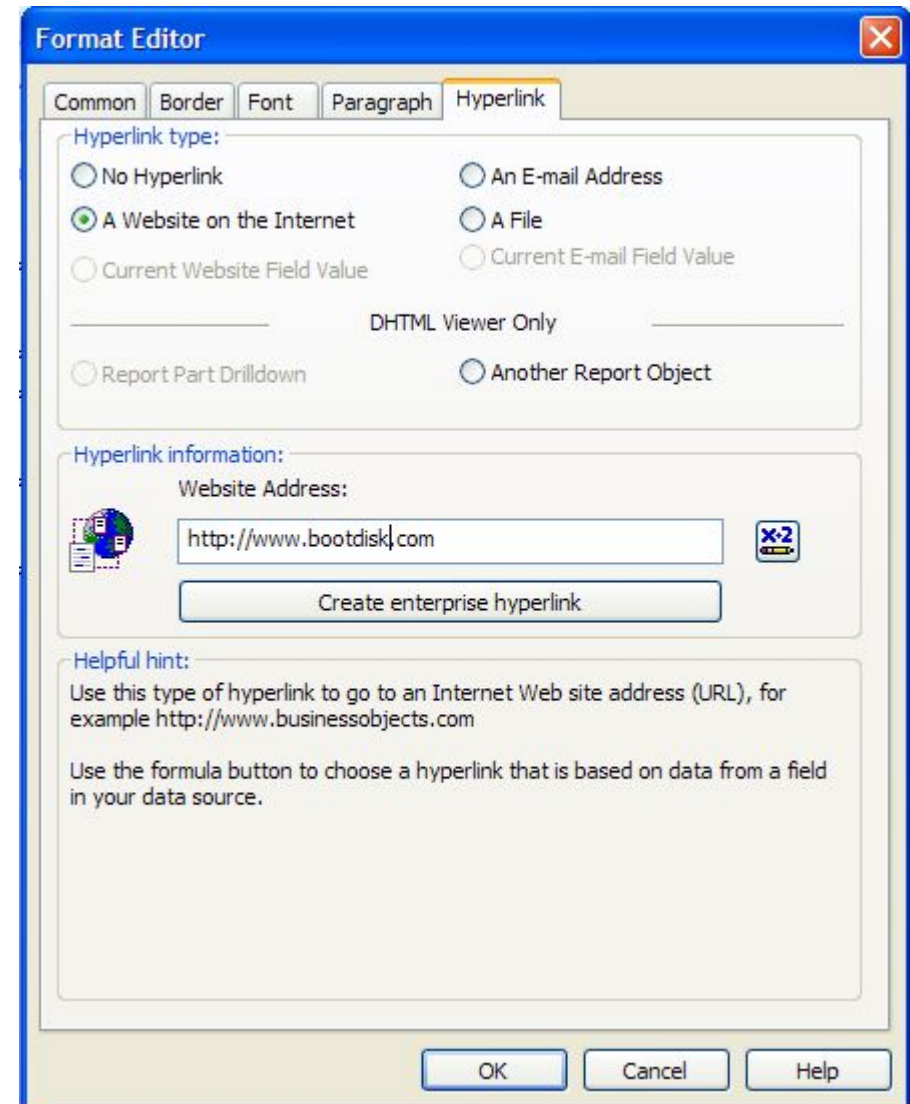 Format Editor
Common Border Font Paragraph Hyperlink
Hyperlink type:
No Hyperlink An E-mail Address
A Website on the Internet A File
Current Website Field Value Current E-mail Field Value
DHTML Viewer Only
Report Part Drilldown Another Report Object
Hyperlink information:
Website Address:
http://www.bootdisk.com
X+2
Create enterprise hyperlink
Helpful hint:
Use this type of hyperlink to go to an Internet Web site address (URL), for
example http://www.businessobjects.com
Use the formula button to choose a hyperlink that is based on data from a field
in your data source.
OK Cancel Help